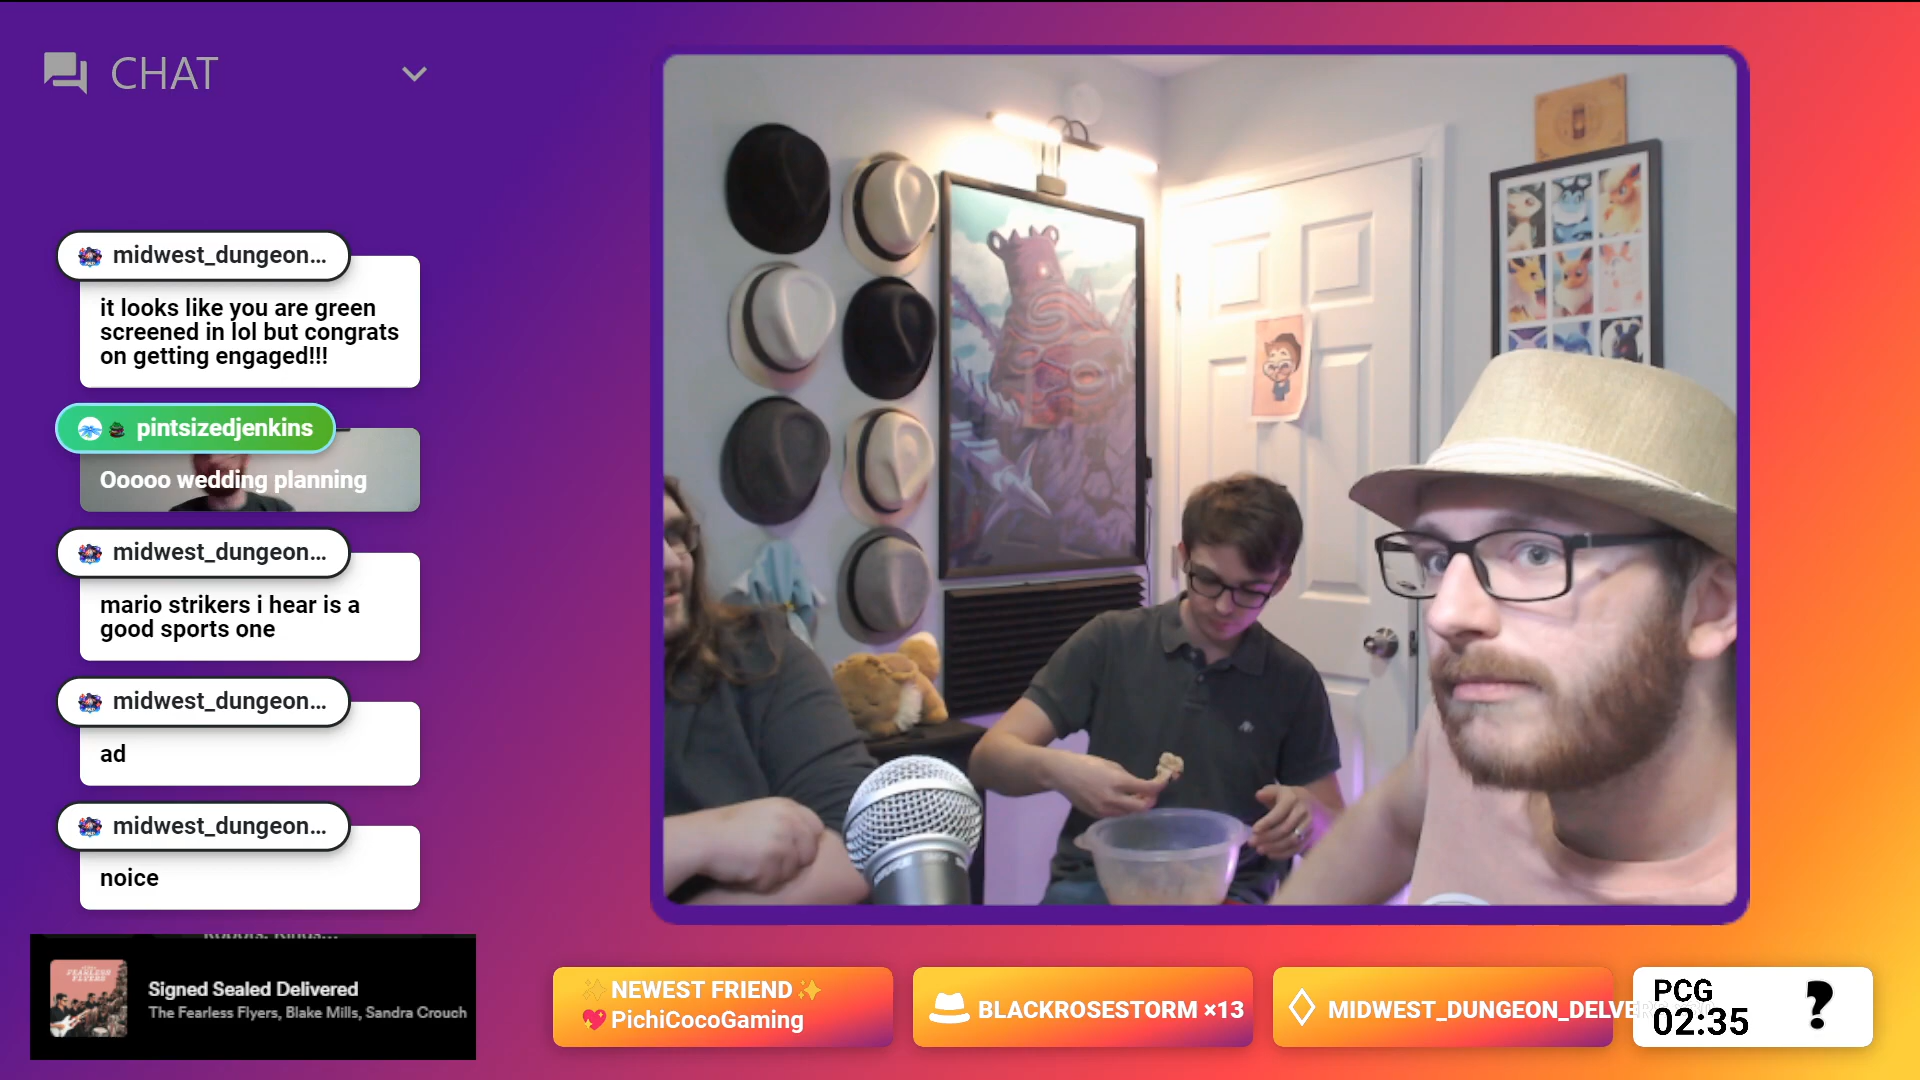 CHAT
midwest_dungeon...
it looks like you are green
screened in lol but congrats
on getting engaged!!!
pintsizedjenkins
Ooooo wedding planning
midwest_dungeon...
mario strikers i hear is a
good sports one
midwest_dungeon...
ad
midwest_dungeon...
noice
FEARLESS
FLYERS
Signed Sealed Delivered
The Fearless Flyers, Blake Mills, Sandra Crouch
NEWEST FRIEND
PichiCocoGaming
BLACKROSESTORM ×13
MIDWEST_DUNGEON_DELVE
PCG
02:35
?